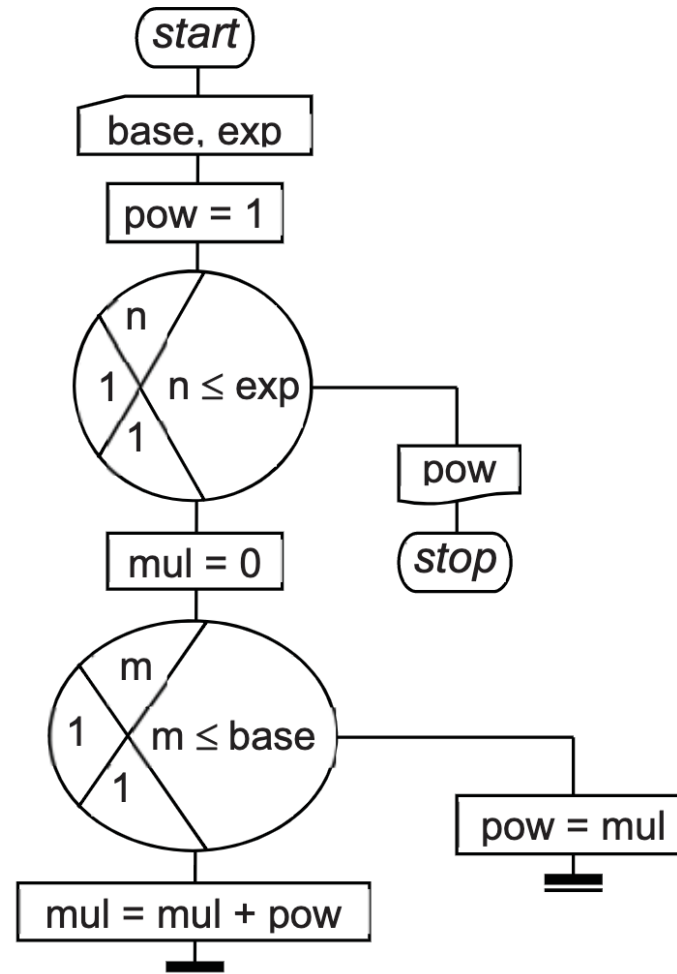 start
base, exp
pow = 1
n
1
n ≤ exp
1
pow
stop
mul = 0
m
1
m ≤ base
1
pow = mul
mul = mul + pow